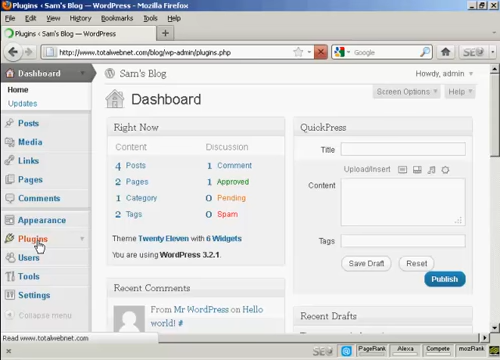 Plugins ‹ Sam's Blog — WordPress - Mozilla Firefox
File Edit View History Bookmarks Tools Help
Plugins ‹ Sam's Blog — WordPress
http://www.totalwebnet.com/blog/wp-admin/plugins.php
Google
Dashboard
Home
Updates
Posts
Media
Links
Pages
Comments
Appearance
Plugins
Users
Tools
Settings
Collapse menu
Sam's Blog
Howdy, admin
Screen Options
Help
Dashboard
Right Now
Content Discussion
4 Posts 1 Comment
2 Pages 1 Approved
1 Category 0 Pending
2 Tags 0 Spam
Theme Twenty Eleven with 6 Widgets
You are using WordPress 3.2.1.
Recent Comments
From Mr WordPress on Hello
world! #
QuickPress
Title
Upload/Insert
Content
Tags
Save Draft Reset
Publish
Recent Drafts
Read www.totalwebnet.com
PageRank Alexa Compete mozRank